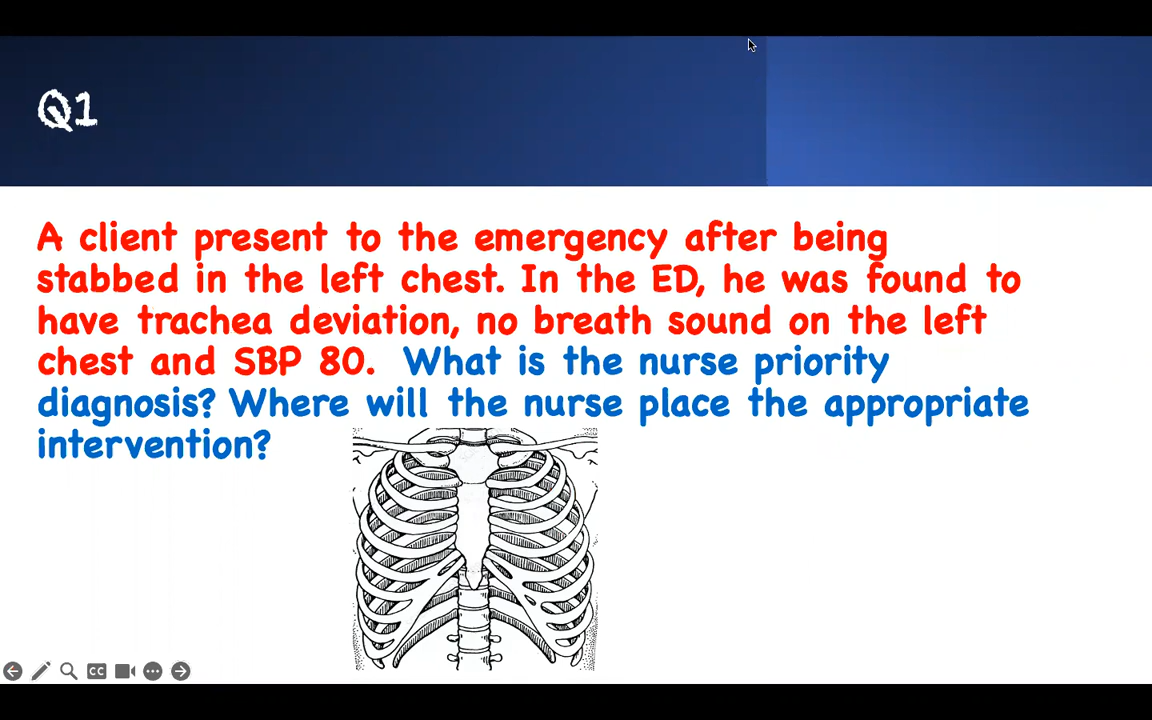 Q1
A client present to the emergency after being
stabbed in the left chest. In the ED, he was found to
have trachea deviation, no breath sound on the left
chest and SBP 80. What is the nurse priority
diagnosis? Where will the nurse place the appropriate
intervention?
CC